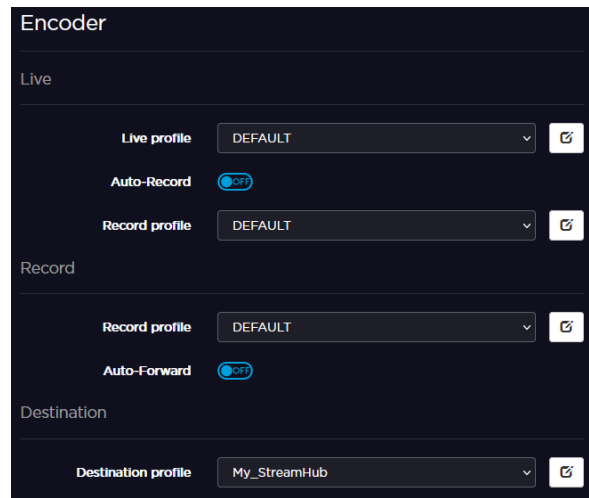 Encoder
Live
Live profile DEFAULT
Auto-Record OFF
Record profile DEFAULT
Record
Record profile DEFAULT
Auto-Forward OFF
Destination
Destination profile My_StreamHub